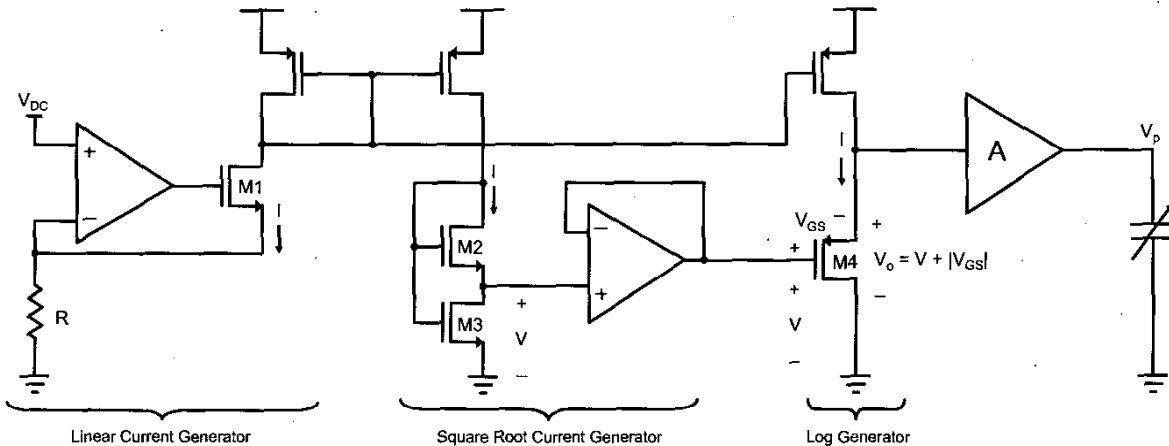 V_DC
+
−
M1
I
R
I
M2
M3
+
V
−
−
+
I
V_GS
−
+
+
V
−
M4
+
V_o = V + |V_GS|
−
A
V_p
Linear Current Generator
Square Root Current Generator
Log Generator